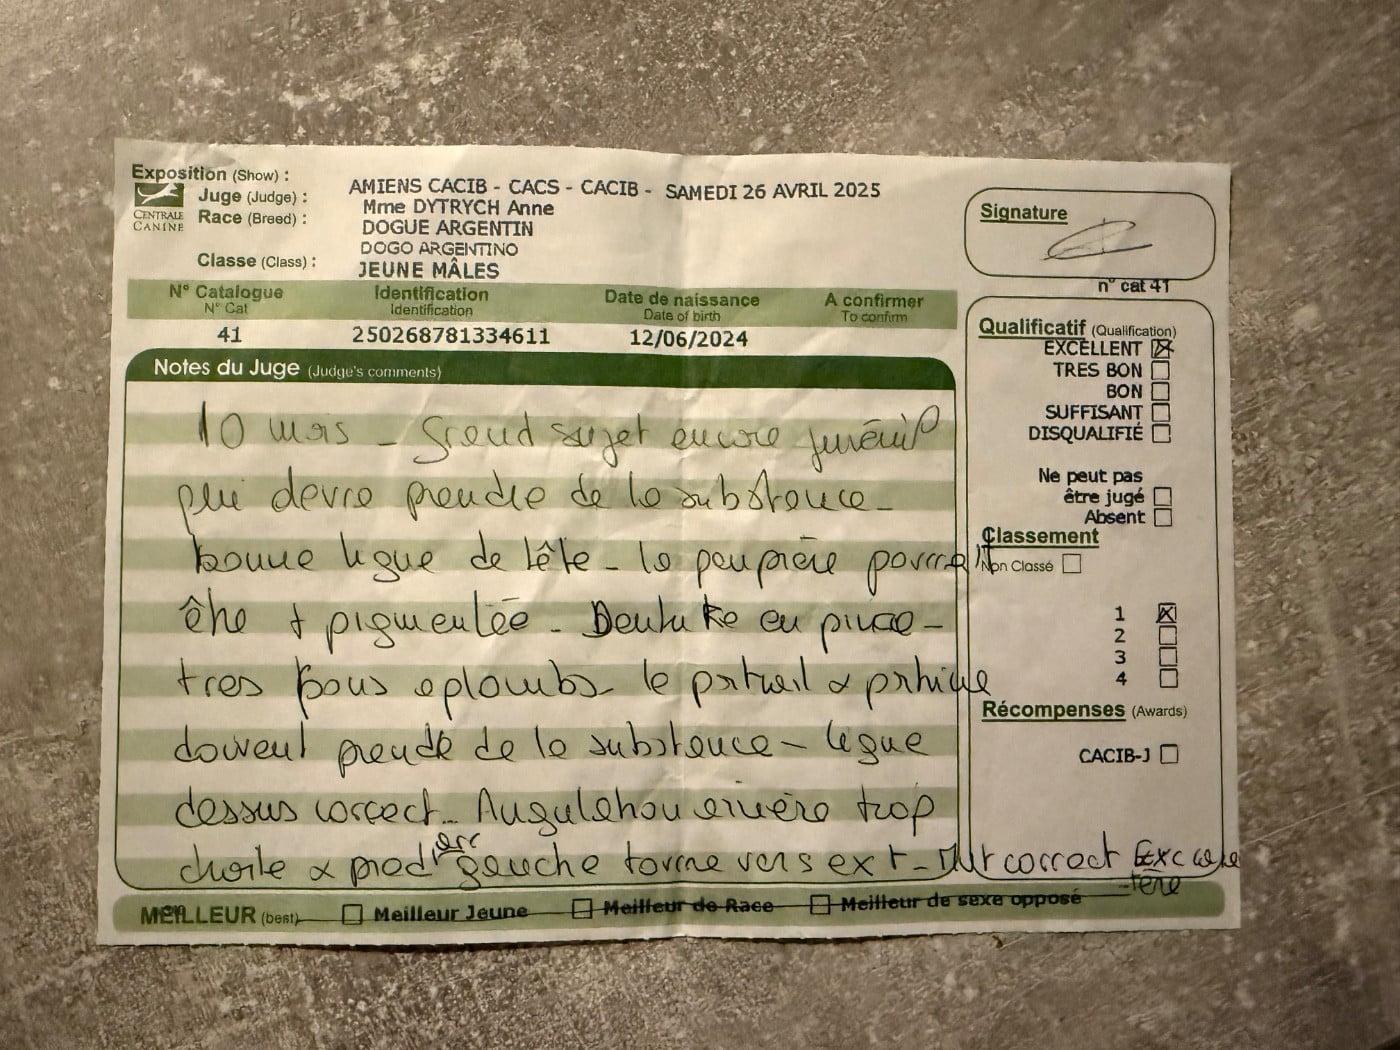 Exposition (Show) :
AMIENS CACIB - CACS - CACIB - SAMEDI 26 AVRIL 2025
CENTRALE
CANINE
Juge (Judge) :
Mme DYTRYCH Anne
Race (Breed) :
DOGUE ARGENTIN
DOGO ARGENTINO
Classe (Class) :
JEUNE MÂLES
Signature
n° cat 41
N° Catalogue Identification Date de naissance A confirmer
N° Cat Identification Date of birth To confirm
41 250268781334611 12/06/2024
Notes du Juge (Judge's comments)
10 mois - Grand sujet encore juvénil
qui devra prendre de la substance -
bonne ligne de tête - la paupière pourrait
être + pigmentée - Denture en pince -
très bons aplombs - le poitrail & poitrine
doivent prendre de la substance - ligne
dessus correct - Angulation arrière trop
droite & pied arr gauche tourne vers ext - Mvt correct Exc carac
-tère
Qualificatif (Qualification)
EXCELLENT
TRES BON
BON
SUFFISANT
DISQUALIFIÉ
Ne peut pas
être jugé
Absent
Classement
Non Classé
1
2
3
4
Récompenses (Awards)
CACIB-J
MEILLEUR (best) Meilleur Jeune Meilleur de Race Meilleur de sexe opposé